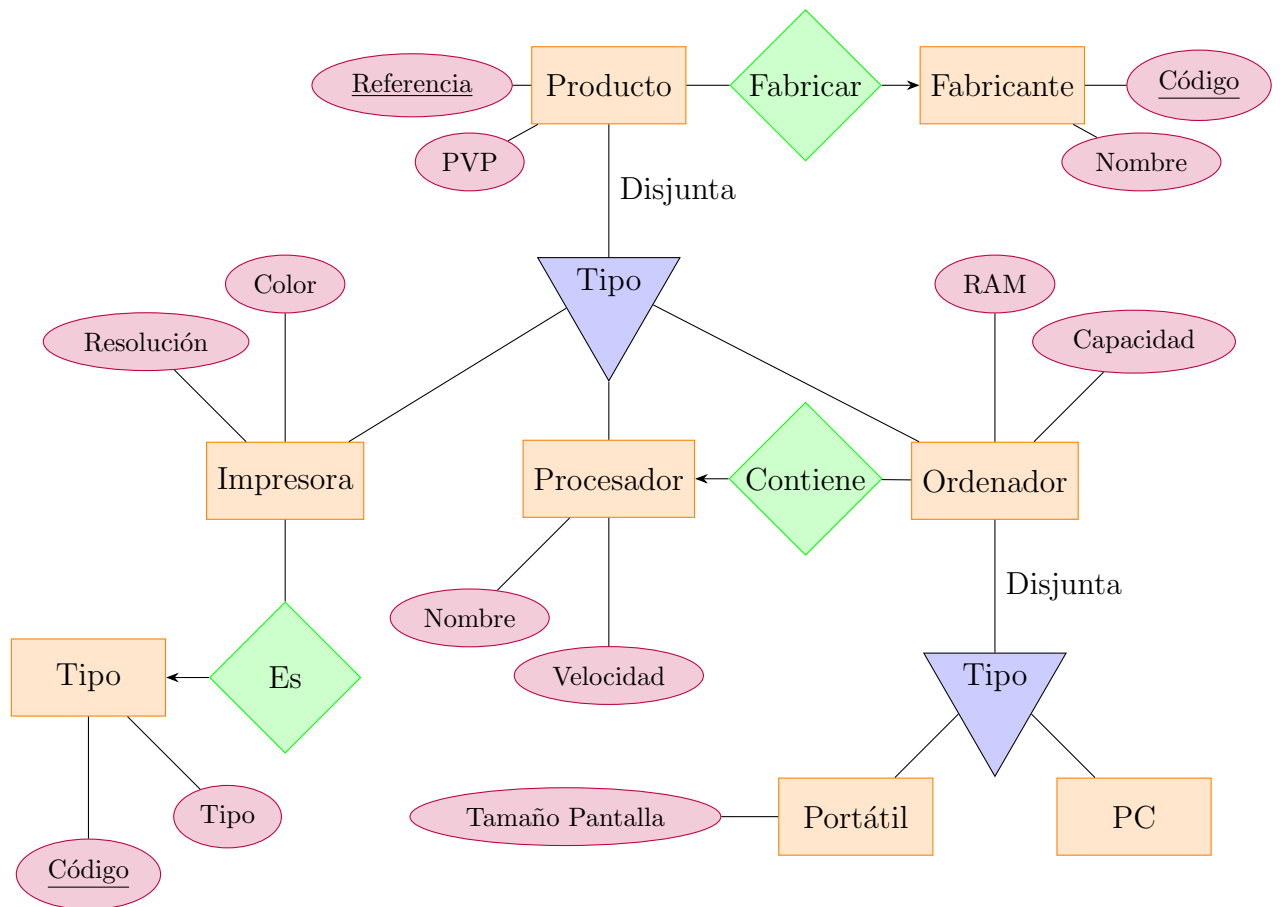 Referencia
Producto
Fabricar
Fabricante
Código
PVP
Nombre
Disjunta
Tipo
Color
RAM
Resolución
Capacidad
Impresora
Procesador
Contiene
Ordenador
Disjunta
Nombre
Tipo
Es
Velocidad
Tipo
Tipo
Tamaño Pantalla
Portátil
PC
Código